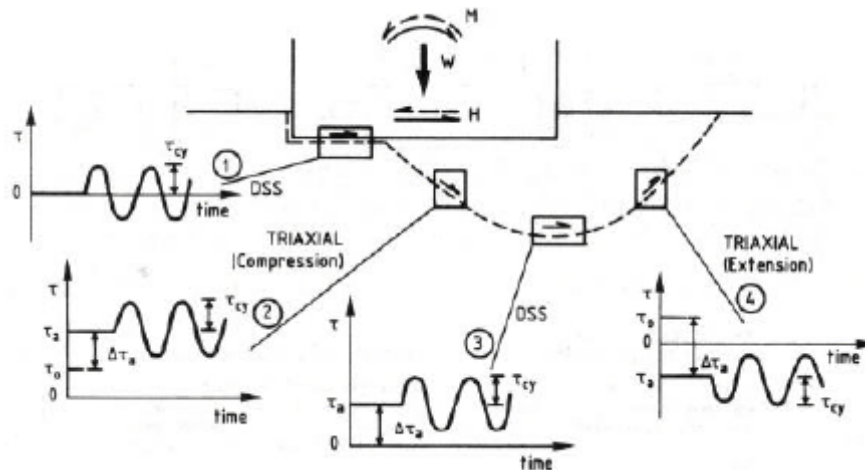 M
W
H
τ
τcy
0
time
1
DSS
TRIAXIAL
(Compression)
2
τ
τcy
τa
Δτa
τo
0
time
τ
3
DSS
τcy
τa
Δτa
0
time
TRIAXIAL
(Extension)
4
τ
τo
0
Δτa
time
τa
τcy